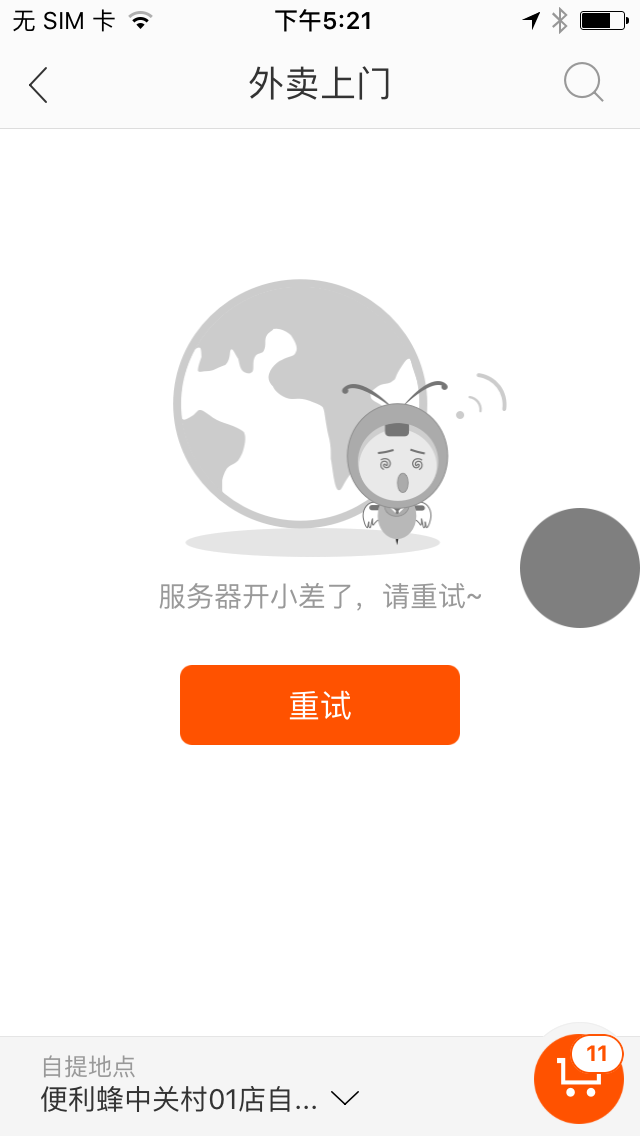 无 SIM 卡
下午5:21
外卖上门
服务器开小差了，请重试~
重试
自提地点
便利蜂中关村01店自...
11